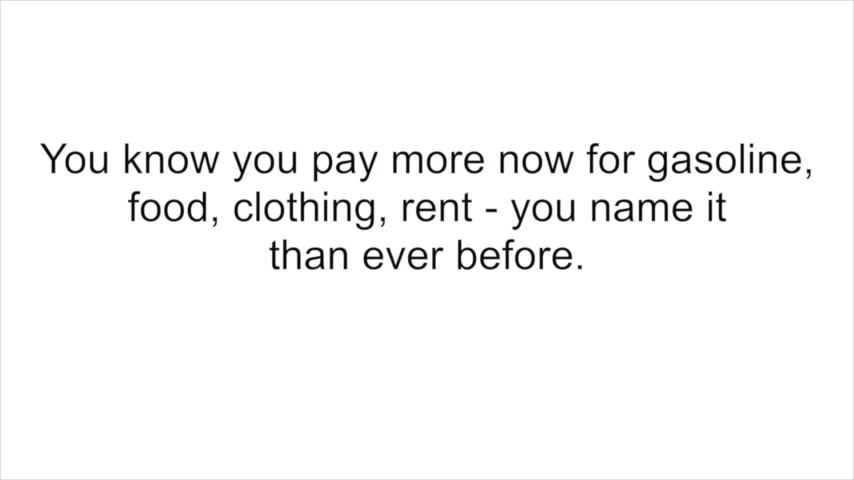 You know you pay more now for gasoline,
food, clothing, rent - you name it
than ever before.